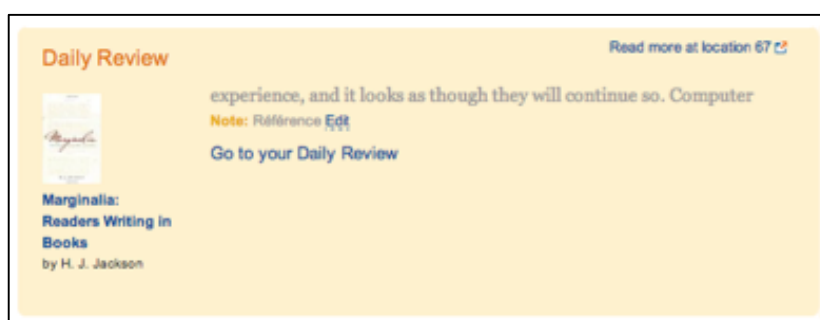 Daily Review
Read more at location 67
experience, and it looks as though they will continue so. Computer
Note: Référence Edit
Go to your Daily Review
Marginalia
Marginalia:
Readers Writing in
Books
by H. J. Jackson